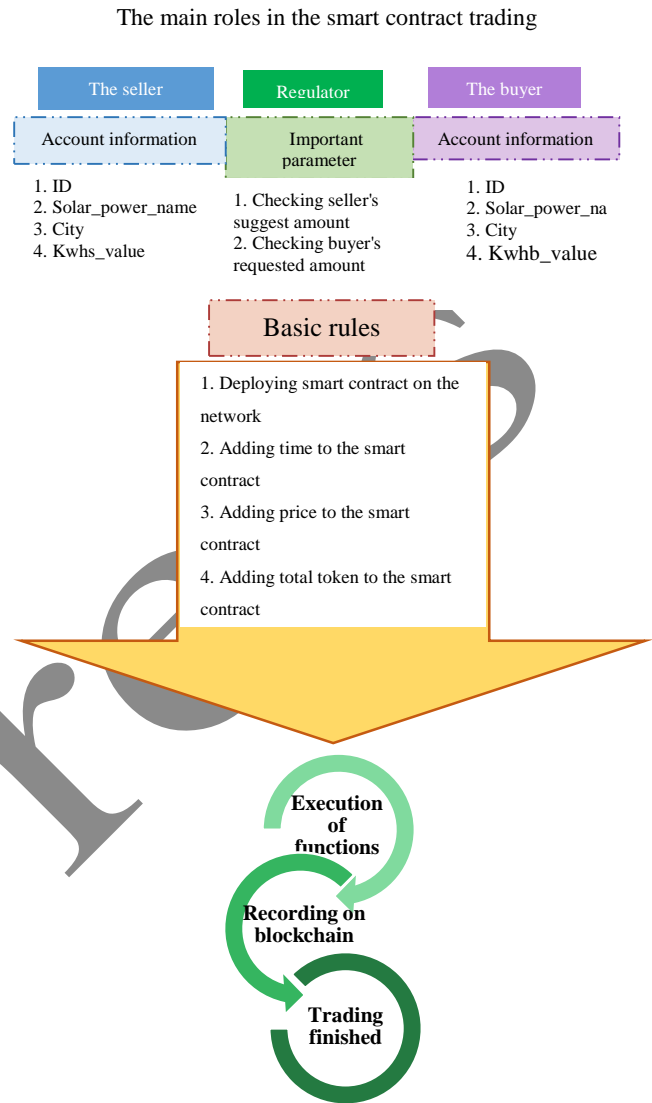 The main roles in the smart contract trading
The seller
Regulator
The buyer
Account information
Important
parameter
Account information
1. ID
2. Solar_power_name
3. City
4. Kwhs_value
1. Checking seller's
suggest amount
2. Checking buyer's
requested amount
1. ID
2. Solar_power_na
3. City
4. Kwhb_value
Basic rules
1. Deploying smart contract on the
network
2. Adding time to the smart
contract
3. Adding price to the smart
contract
4. Adding total token to the smart
contract
Execution
of
functions
Recording on
blockchain
Trading
finished